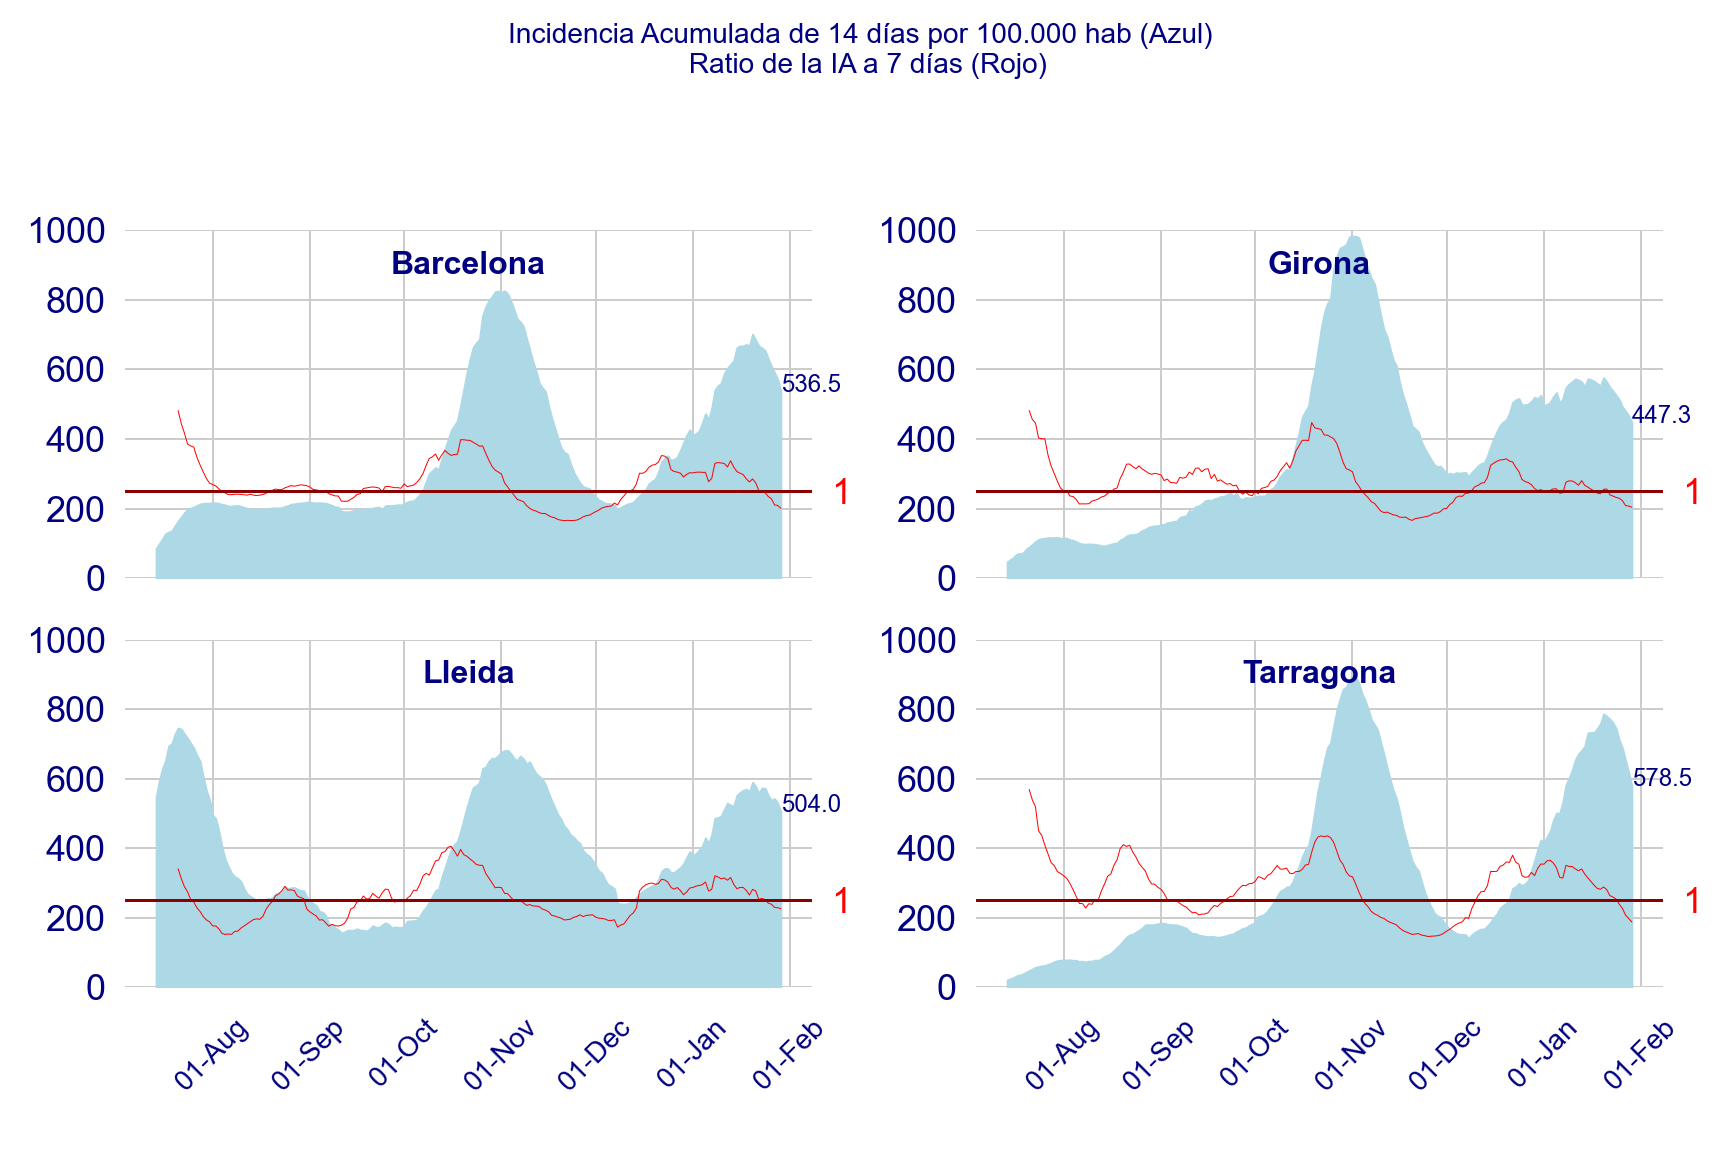 Incidencia Acumulada de 14 días por 100.000 hab (Azul)
Ratio de la IA a 7 días (Rojo)
1000
800
600
400
200
0
Barcelona
536.5
1
1000
800
600
400
200
0
Girona
447.3
1
1000
800
600
400
200
0
Lleida
504.0
1
01-Aug
01-Sep
01-Oct
01-Nov
01-Dec
01-Jan
01-Feb
1000
800
600
400
200
0
Tarragona
578.5
1
01-Aug
01-Sep
01-Oct
01-Nov
01-Dec
01-Jan
01-Feb